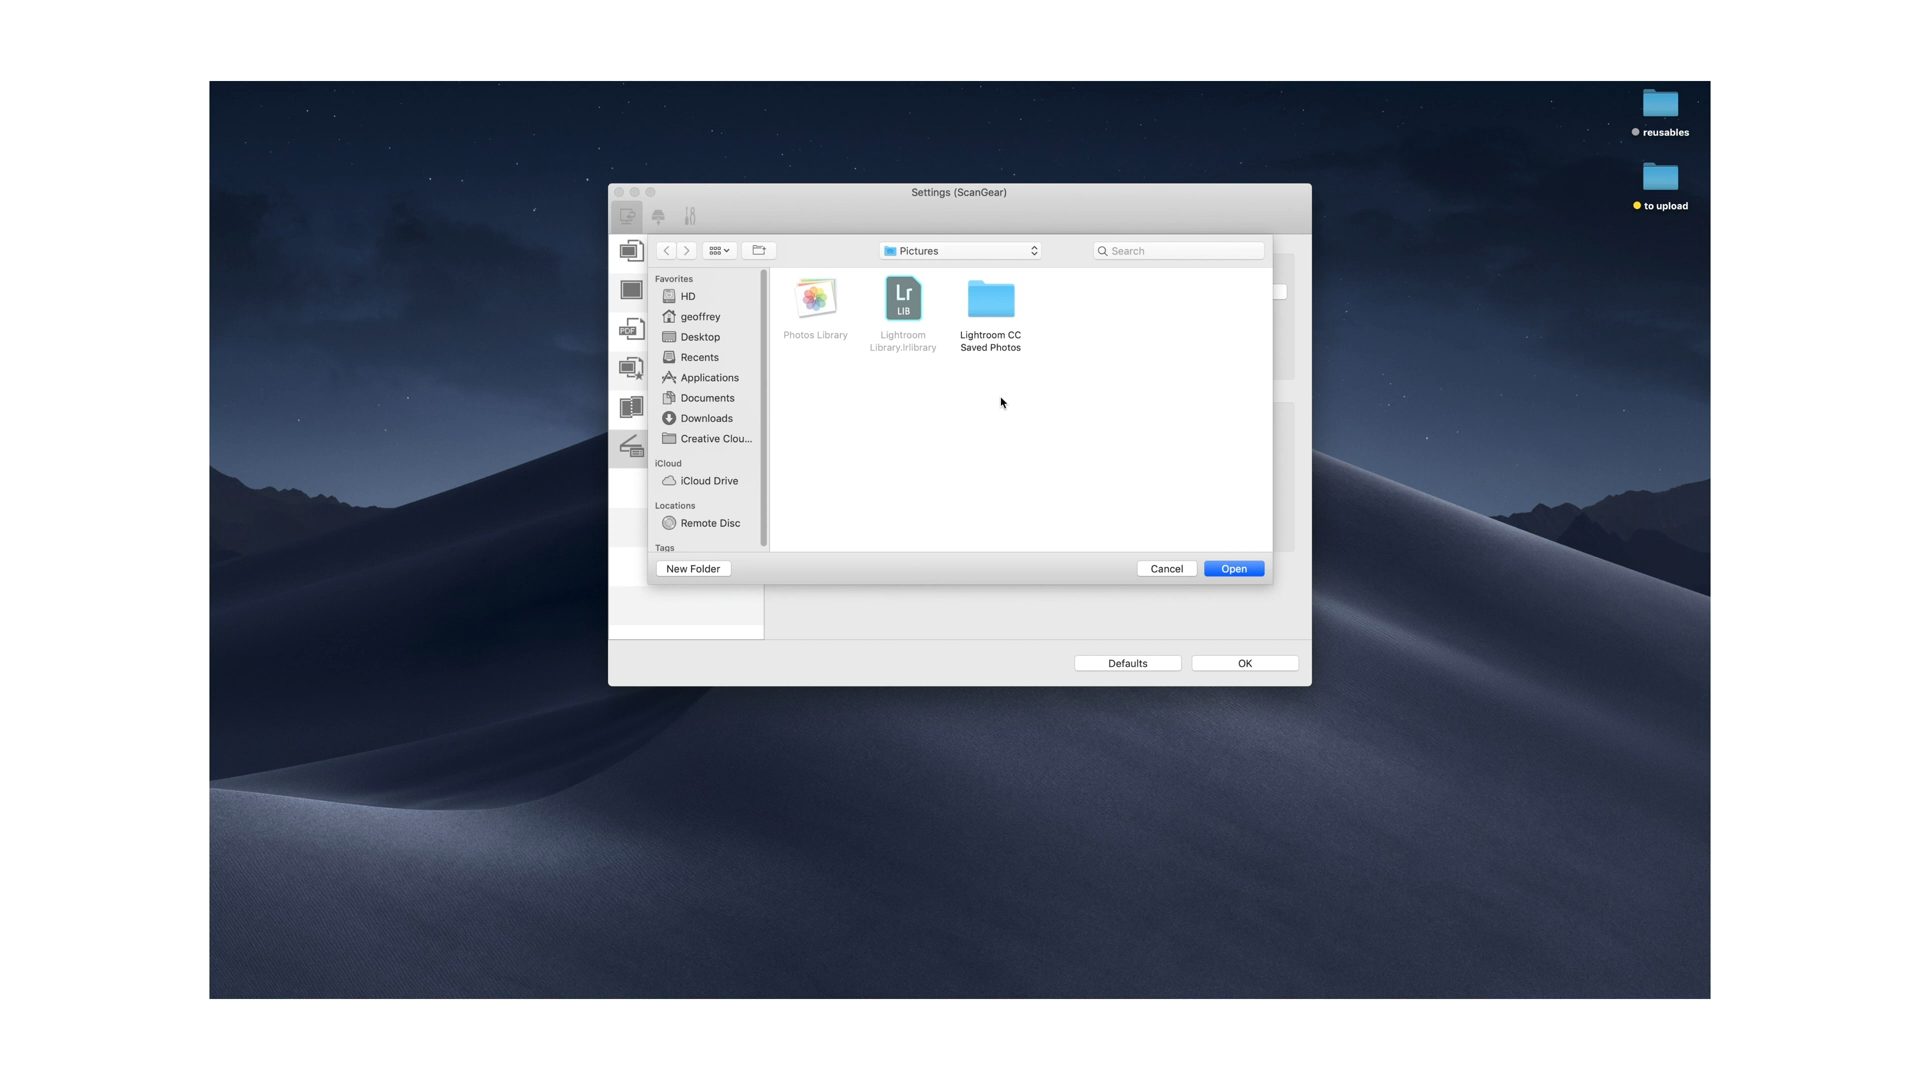 reusables
to upload
Settings (ScanGear)
Pictures
Search
Favorites
HD
geoffrey
Desktop
Recents
Applications
Documents
Downloads
Creative Clou...
iCloud
iCloud Drive
Locations
Remote Disc
Tags
Lr
LIB
PDF
Photos Library
Lightroom
Library.lrlibrary
Lightroom CC
Saved Photos
New Folder
Cancel
Open
Defaults
OK